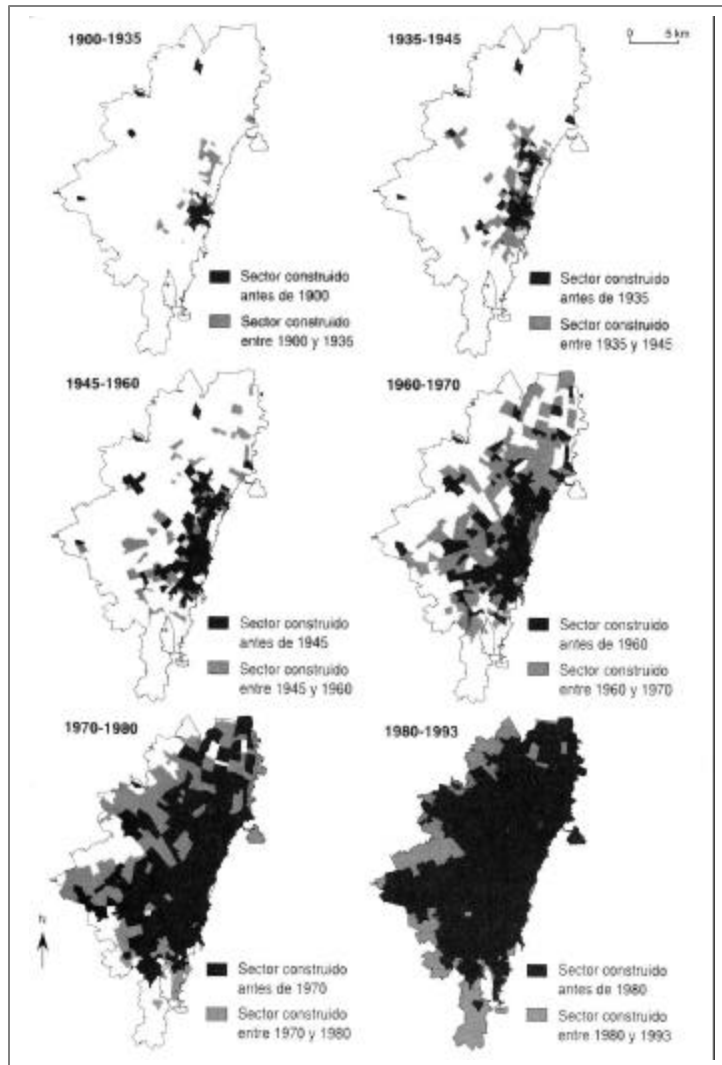 1900-1935
1935-1945
0 5 km
Sector construido
antes de 1900
Sector construido
entre 1900 y 1935
Sector construido
antes de 1935
Sector construido
entre 1935 y 1945
1945-1960
1960-1970
Sector construido
antes de 1945
Sector construido
entre 1945 y 1960
Sector construido
antes de 1960
Sector construido
entre 1960 y 1970
1970-1980
1980-1993
N
Sector construido
antes de 1970
Sector construido
entre 1970 y 1980
Sector construido
antes de 1980
Sector construido
entre 1980 y 1993